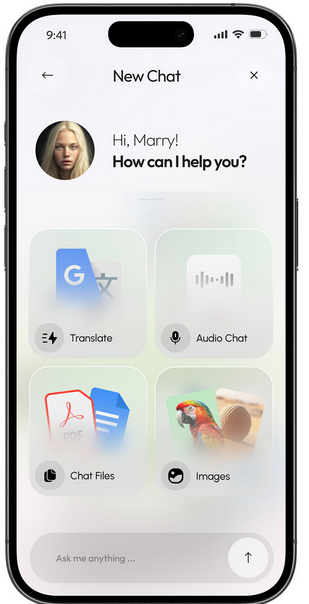 9:41
New Chat
Hi, Marry!
How can I help you?
G 文
Translate
Audio Chat
PDF
Chat Files
Images
Ask me anything ...